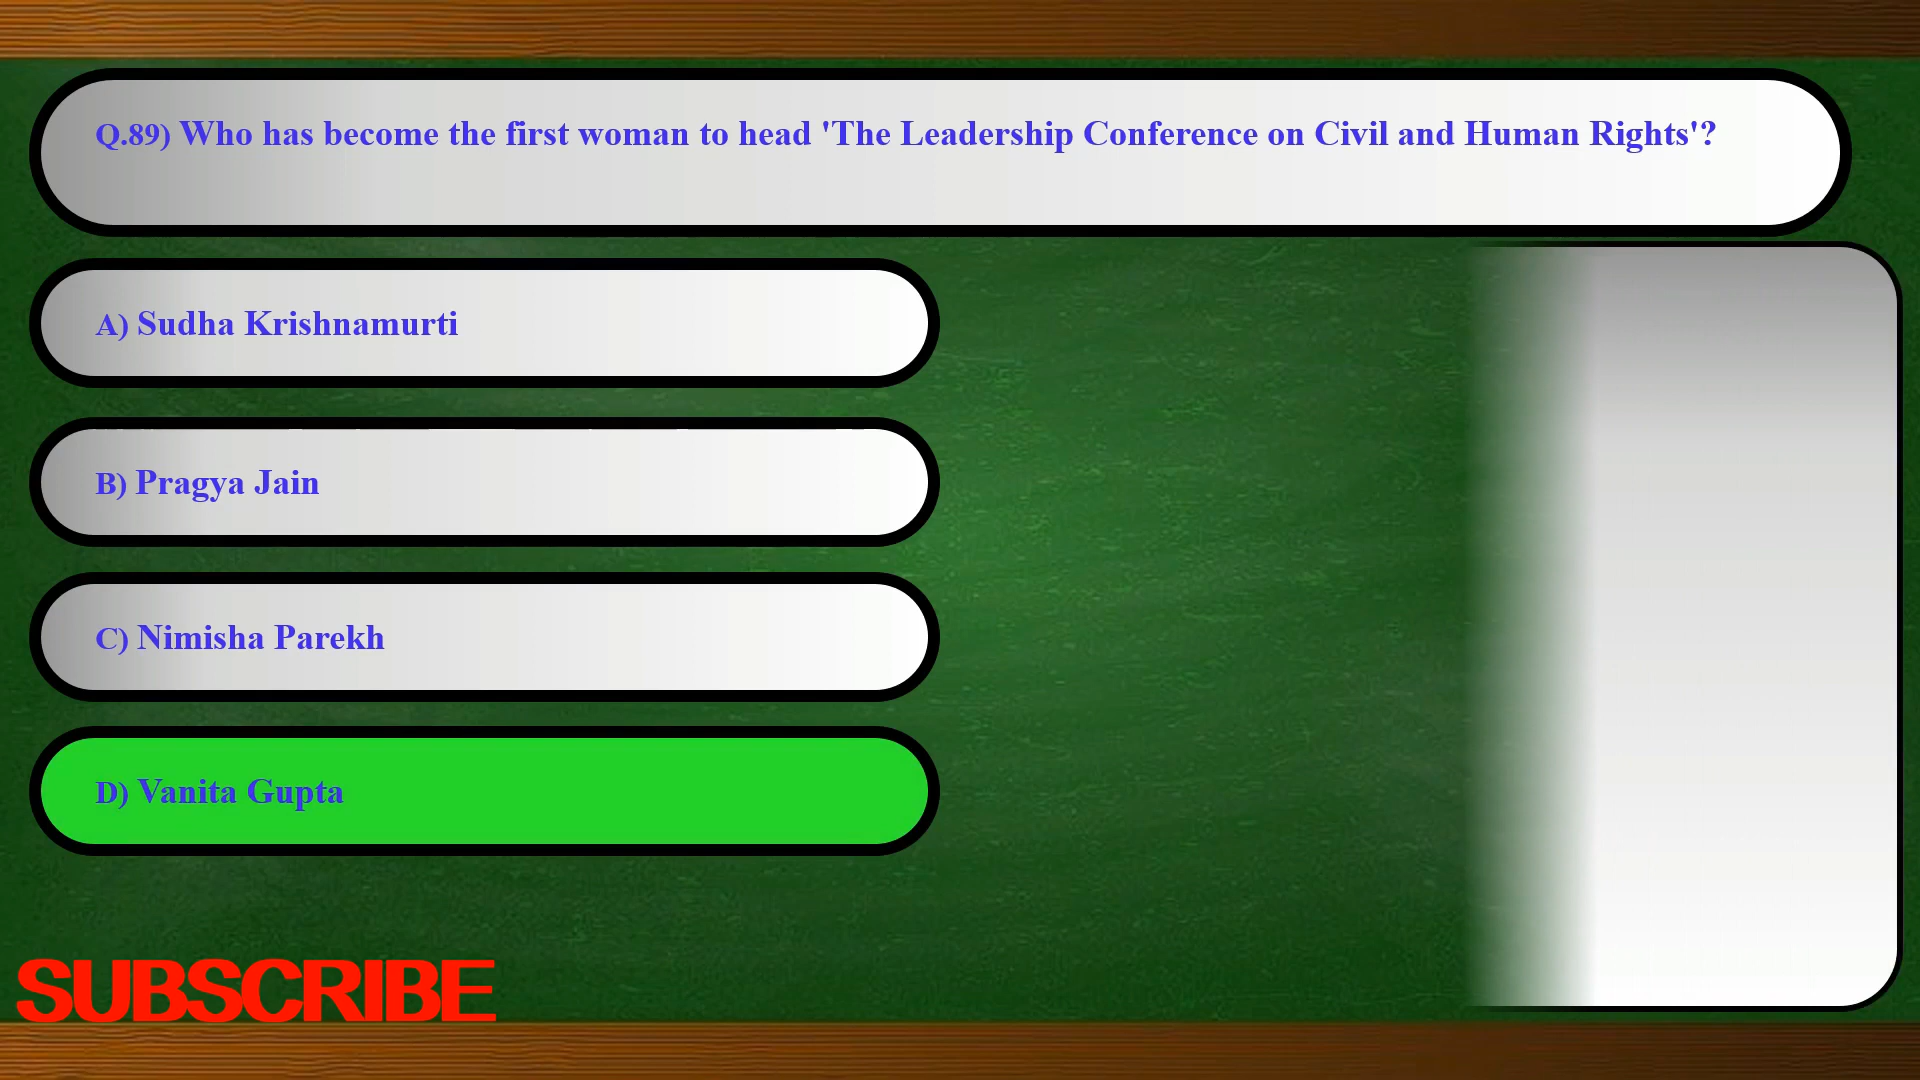 Q.89) Who has become the first woman to head 'The Leadership Conference on Civil and Human Rights'?
A) Sudha Krishnamurti
B) Pragya Jain
C) Nimisha Parekh
D) Vanita Gupta
SUBSCRIBE